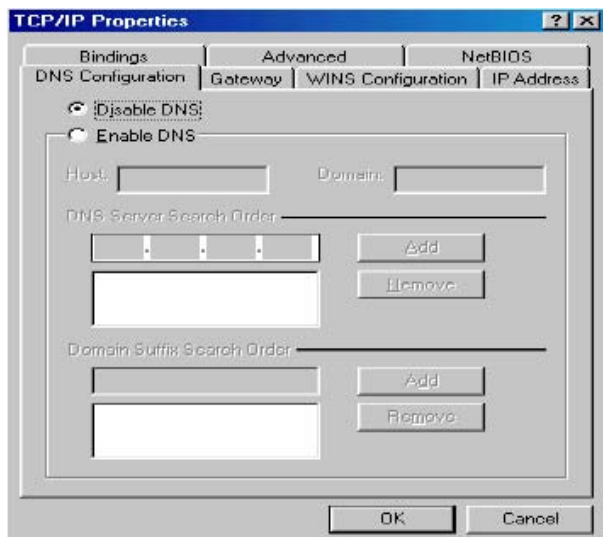 TCP/IP Properties
Bindings Advanced NetBIOS
DNS Configuration Gateway WINS Configuration IP Address
Disable DNS
Enable DNS
Host: Domain:
DNS Server Search Order
Add
Remove
Domain Suffix Search Order
Add
Remove
OK Cancel